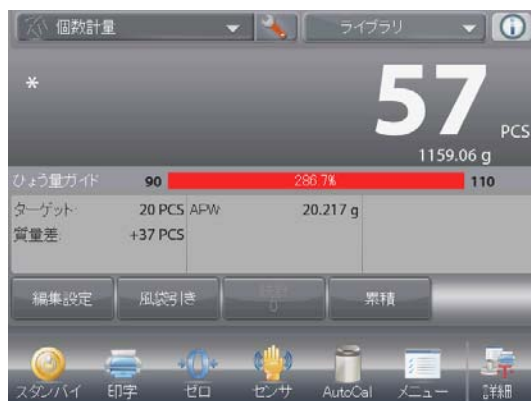 個数計量 ライブラリ
*
57 PCS
1159.06 g
ひょう量ガイド 90 286.7% 110
ターゲット: 20 PCS APW: 20.217 g
質量差: +37 PCS
編集設定 風袋引き 累積
スタンバイ 印字 ゼロ センサ AutoCal メニュー 詳細